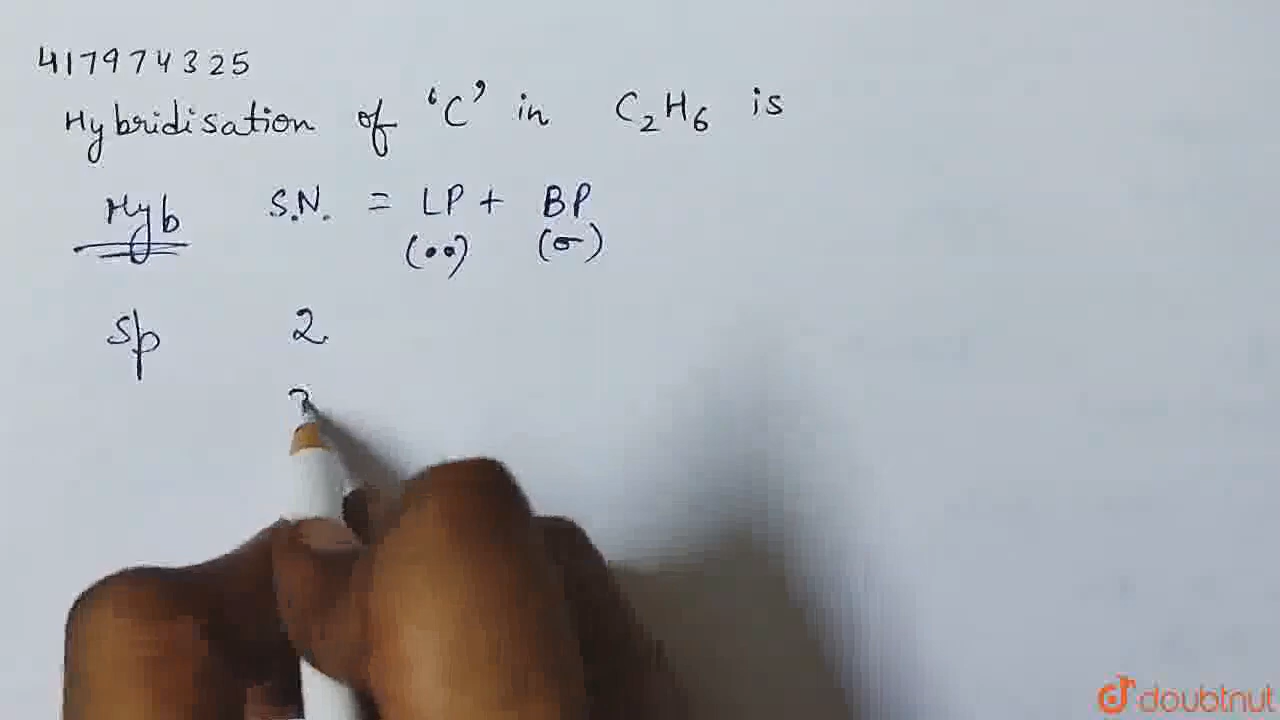 417974325
Hybridisation of 'C' in C₂H₆ is
Hyb S.N. = LP + BP
(••) (σ)
sp 2
doubtnut